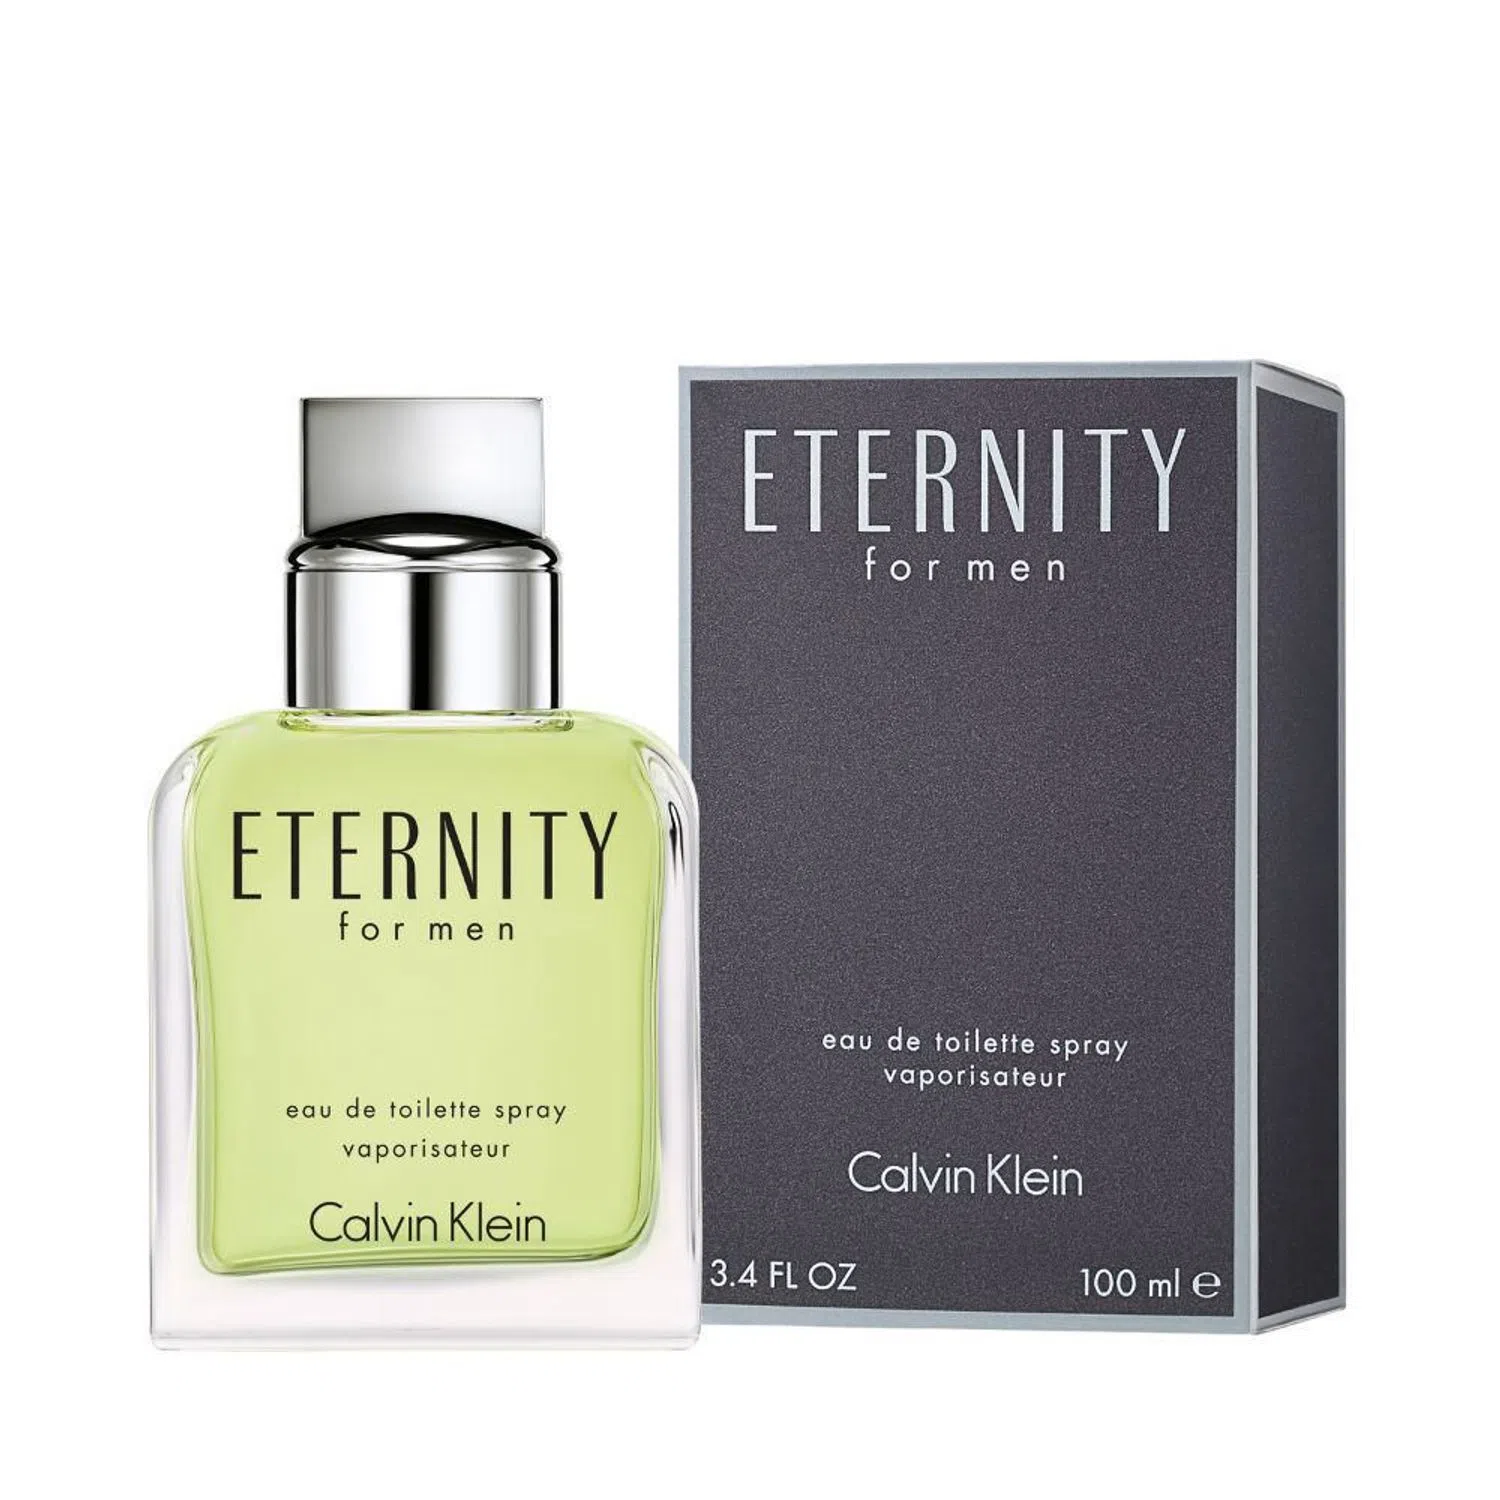 ETERNITY
for men
eau de toilette spray
vaporisateur
Calvin Klein
ETERNITY
for men
eau de toilette spray
vaporisateur
Calvin Klein
3.4 FL OZ
100 ml ℮